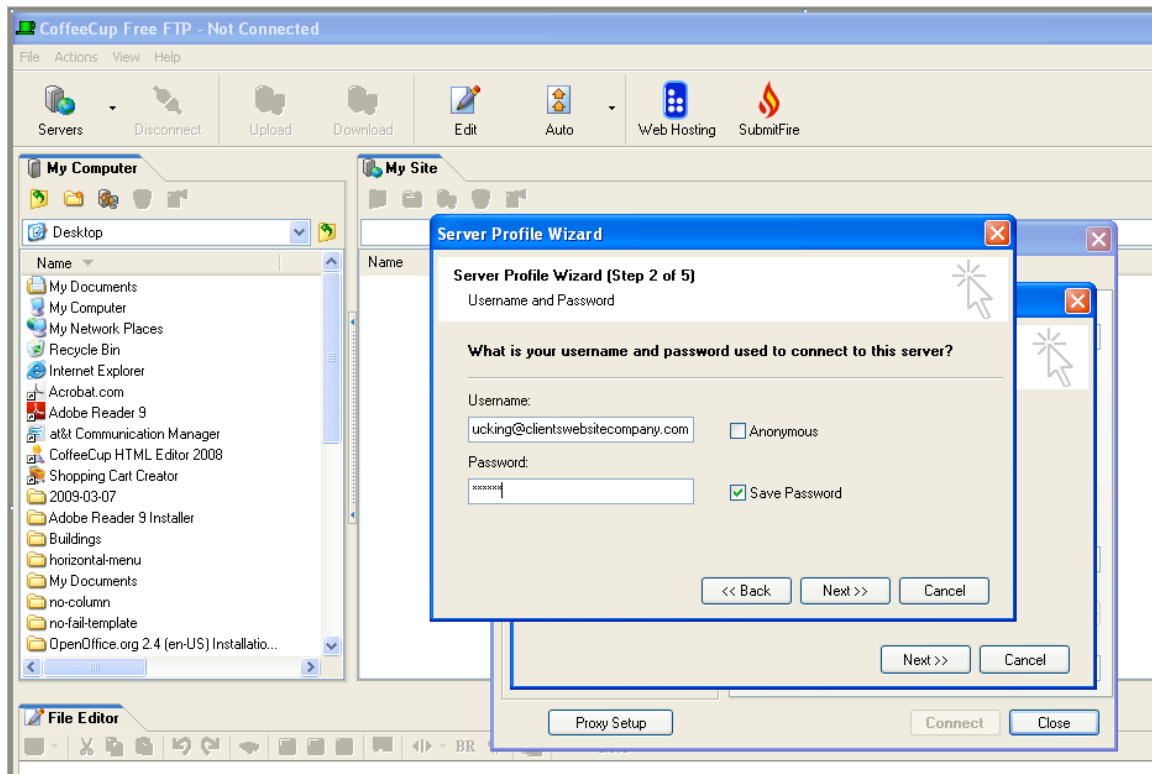 CoffeeCup Free FTP - Not Connected
File Actions View Help
Servers Disconnect Upload Download Edit Auto Web Hosting SubmitFire
My Computer
My Site
Desktop
Name
Name
My Documents
My Computer
My Network Places
Recycle Bin
Internet Explorer
Acrobat.com
Adobe Reader 9
at&t Communication Manager
CoffeeCup HTML Editor 2008
Shopping Cart Creator
2009-03-07
Adobe Reader 9 Installer
Buildings
horizontal-menu
My Documents
no-column
no-fail-template
OpenOffice.org 2.4 (en-US) Installatio...
Server Profile Wizard
Server Profile Wizard (Step 2 of 5)
Username and Password
What is your username and password used to connect to this server?
Username:
ucking@clientswebsitecompany.com
Anonymous
Password:
××××××
Save Password
<< Back Next >> Cancel
Next >> Cancel
Proxy Setup Connect Close
File Editor
BR